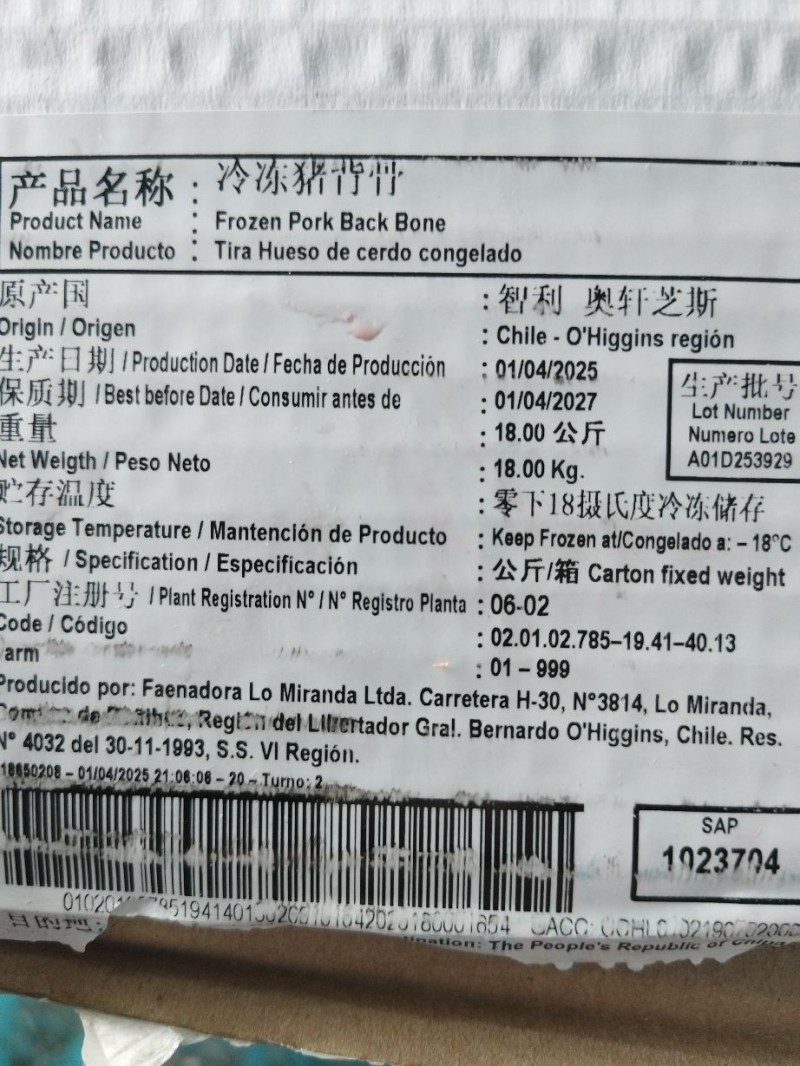 产品名称 : 冷冻猪背骨
Product Name : Frozen Pork Back Bone
Nombre Producto : Tira Hueso de cerdo congelado
原产国 : 智利 奥轩芝斯
Origin / Origen : Chile - O'Higgins región
生产日期 / Production Date / Fecha de Producción : 01/04/2025
保质期 / Best before Date / Consumir antes de : 01/04/2027
生产批号
Lot Number
Numero Lote
A01D253929
重量 : 18.00 公斤
Net Weigth / Peso Neto : 18.00 Kg.
贮存温度 : 零下18摄氏度冷冻储存
Storage Temperature / Mantención de Producto : Keep Frozen at/Congelado a: – 18°C
规格 / Specification / Especificación : 公斤/箱 Carton fixed weight
工厂注册号 / Plant Registration N° / N° Registro Planta : 06-02
Code / Código : 02.01.02.785–19.41–40.13
arm : 01 – 999
Producido por: Faenadora Lo Miranda Ltda. Carretera H-30, N°3814, Lo Miranda,
de Región del Libertador Gral. Bernardo O'Higgins, Chile. Res.
N° 4032 del 30-11-1993, S.S. VI Región.
18650208 – 01/04/2025 21:06:06 – 20 – Turno: 2
SAP
1023704
目的地:
ination: The People's Republic of China